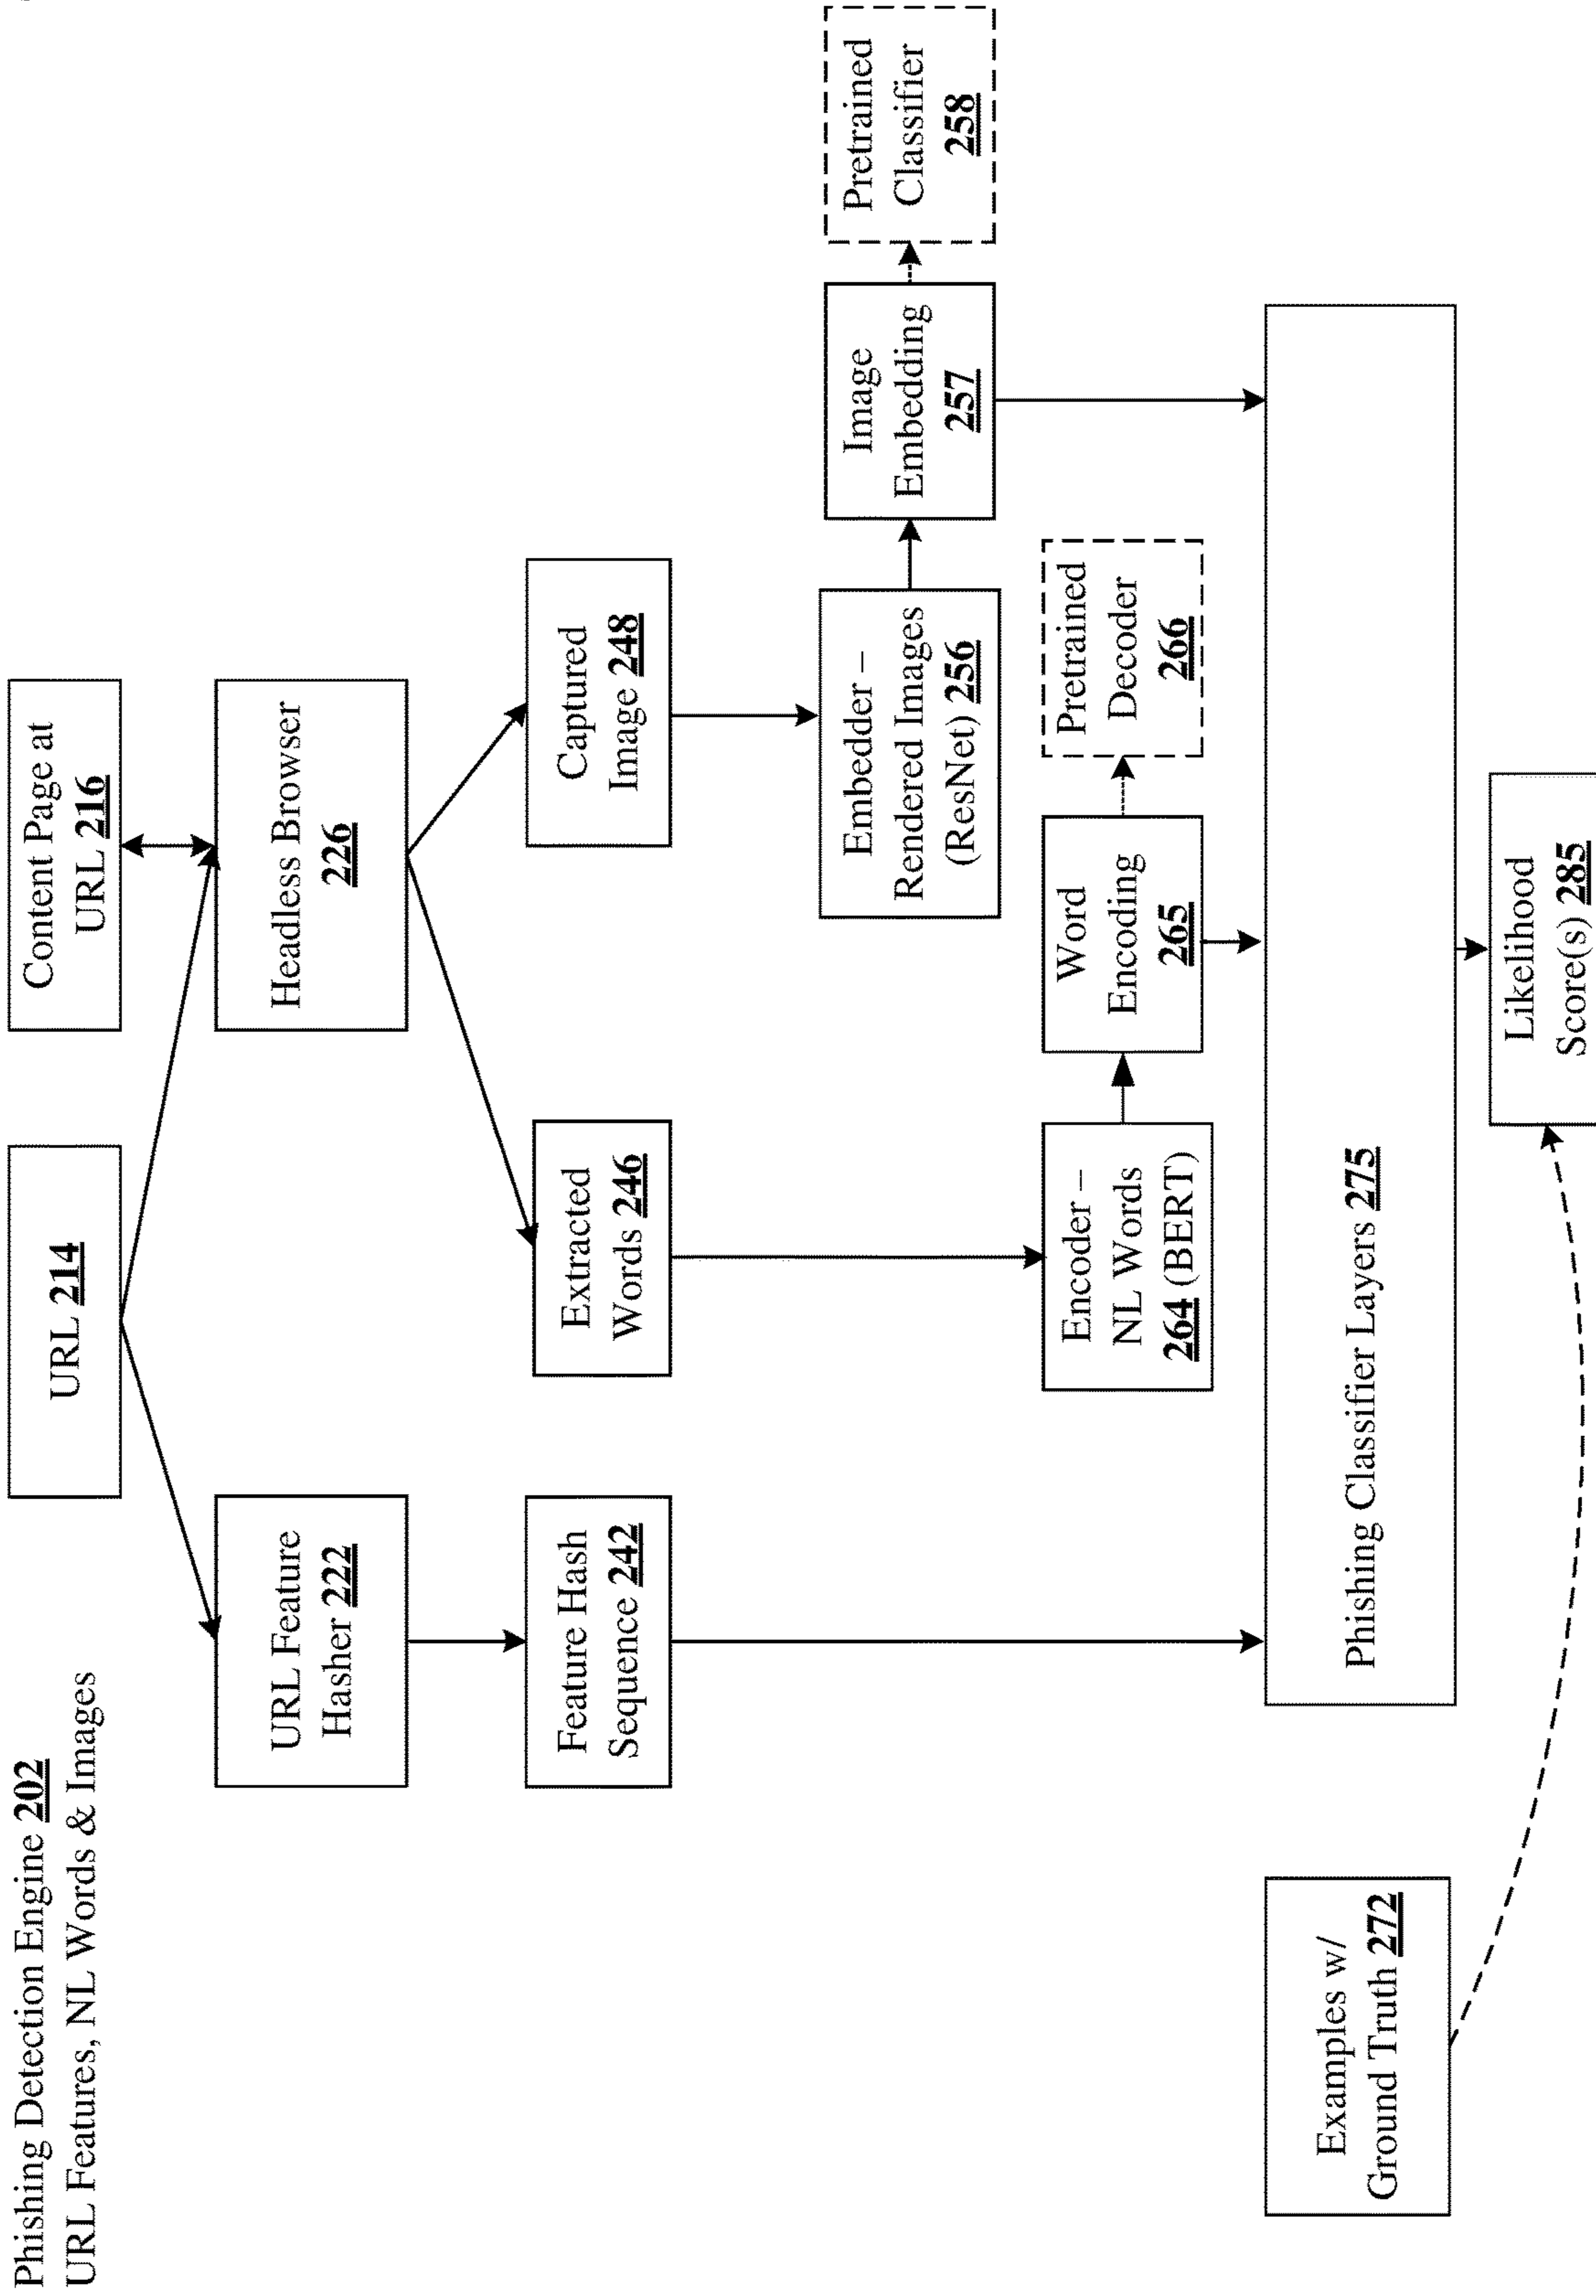 Phishing Detection Engine 202
URL Features, NL Words & Images
URL 214
Content Page at
URL 216
URL Feature
Hasher 222
Headless Browser
226
Feature Hash
Sequence 242
Extracted
Words 246
Captured
Image 248
Embedder –
Rendered Images
(ResNet) 256
Image
Embedding
257
Pretrained
Classifier
258
Encoder –
NL Words
264 (BERT)
Word
Encoding
265
Pretrained
Decoder
266
Examples w/
Ground Truth 272
Phishing Classifier Layers 275
Likelihood
Score(s) 285